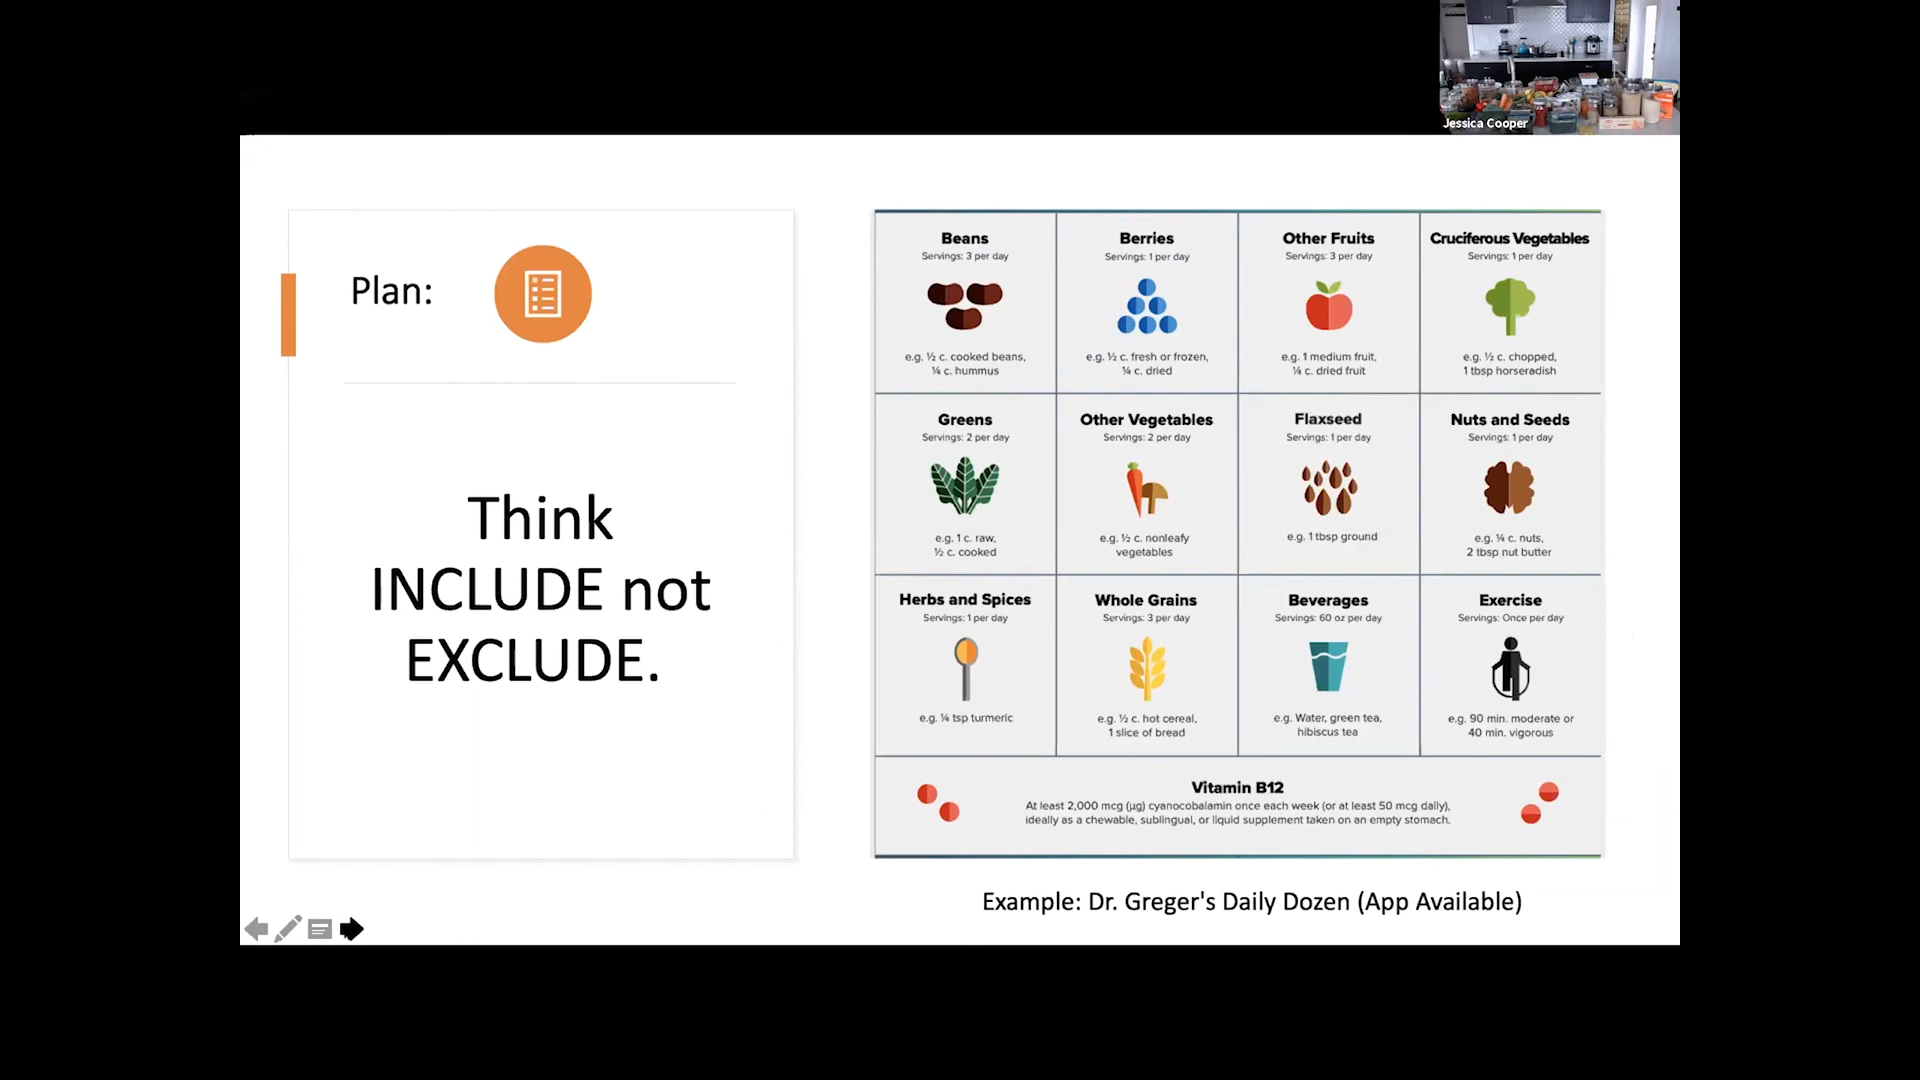 Jessica Cooper
Plan:
Think
INCLUDE not
EXCLUDE.
Beans
Servings: 3 per day
e.g. ½ c. cooked beans,
¼ c. hummus
Berries
Servings: 1 per day
e.g. ½ c. fresh or frozen,
¼ c. dried
Other Fruits
Servings: 3 per day
e.g. 1 medium fruit,
¼ c. dried fruit
Cruciferous Vegetables
Servings: 1 per day
e.g. ½ c. chopped,
1 tbsp horseradish
Greens
Servings: 2 per day
e.g. 1 c. raw,
½ c. cooked
Other Vegetables
Servings: 2 per day
e.g. ½ c. nonleafy
vegetables
Flaxseed
Servings: 1 per day
e.g. 1 tbsp ground
Nuts and Seeds
Servings: 1 per day
e.g. ¼ c. nuts,
2 tbsp nut butter
Herbs and Spices
Servings: 1 per day
e.g. ¼ tsp turmeric
Whole Grains
Servings: 3 per day
e.g. ½ c. hot cereal,
1 slice of bread
Beverages
Servings: 60 oz per day
e.g. Water, green tea,
hibiscus tea
Exercise
Servings: Once per day
e.g. 90 min. moderate or
40 min. vigorous
Vitamin B12
At least 2,000 mcg (µg) cyanocobalamin once each week (or at least 50 mcg daily),
ideally as a chewable, sublingual, or liquid supplement taken on an empty stomach.
Example: Dr. Greger's Daily Dozen (App Available)